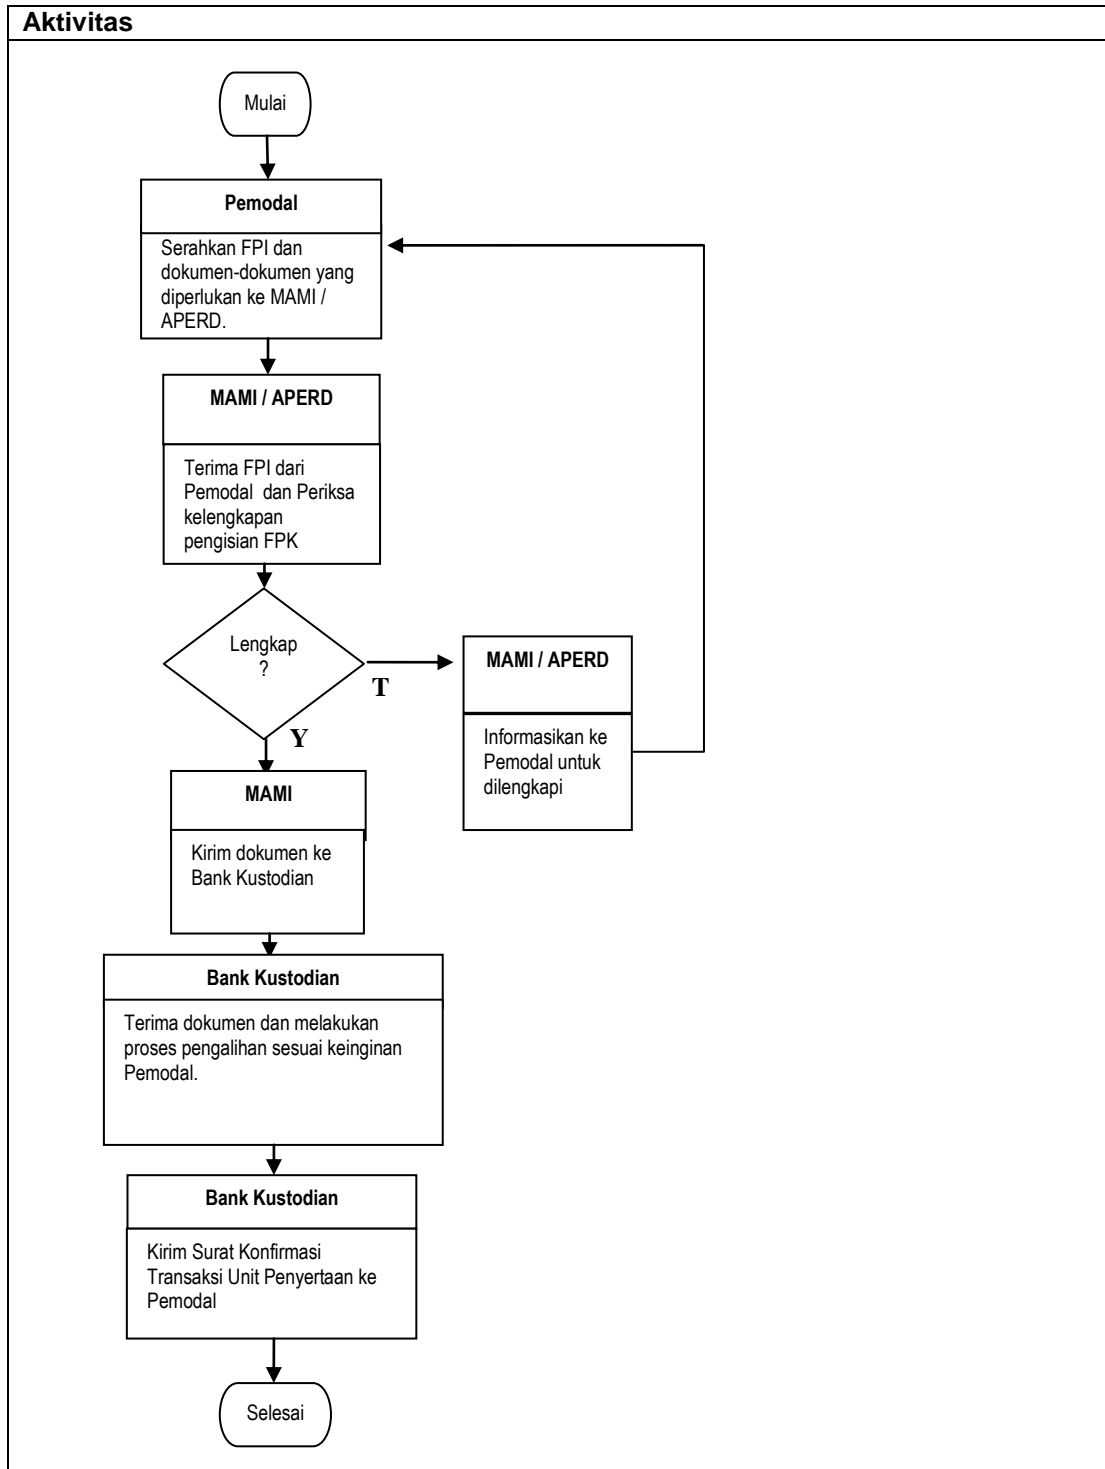 Aktivitas
Mulai
Pemodal
Serahkan FPI dan
dokumen-dokumen yang
diperlukan ke MAMI /
APERD.
MAMI / APERD
Terima FPI dari
Pemodal dan Periksa
kelengkapan
pengisian FPK
Lengkap
?
T
Y
MAMI / APERD
Informasikan ke
Pemodal untuk
dilengkapi
MAMI
Kirim dokumen ke
Bank Kustodian
Bank Kustodian
Terima dokumen dan melakukan
proses pengalihan sesuai keinginan
Pemodal.
Bank Kustodian
Kirim Surat Konfirmasi
Transaksi Unit Penyertaan ke
Pemodal
Selesai